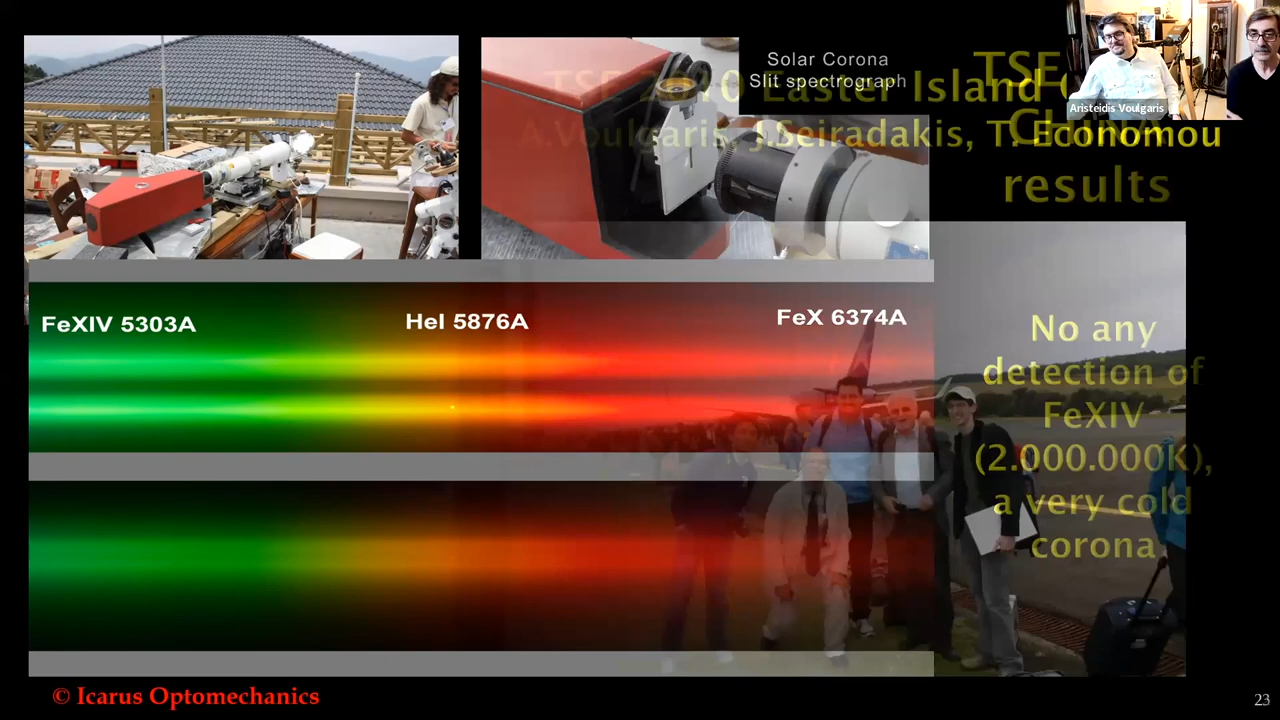 Solar Corona
Slit spectrograph
TSE 2010 Easter Island
A.Voulgaris, J.Seiradakis, T. Economou
TSE
results
Aristeidis Voulgaris
FeXIV 5303A
HeI 5876A
FeX 6374A
No any
detection of
FeXIV
(2.000.000K),
a very cold
corona
© Icarus Optomechanics
23